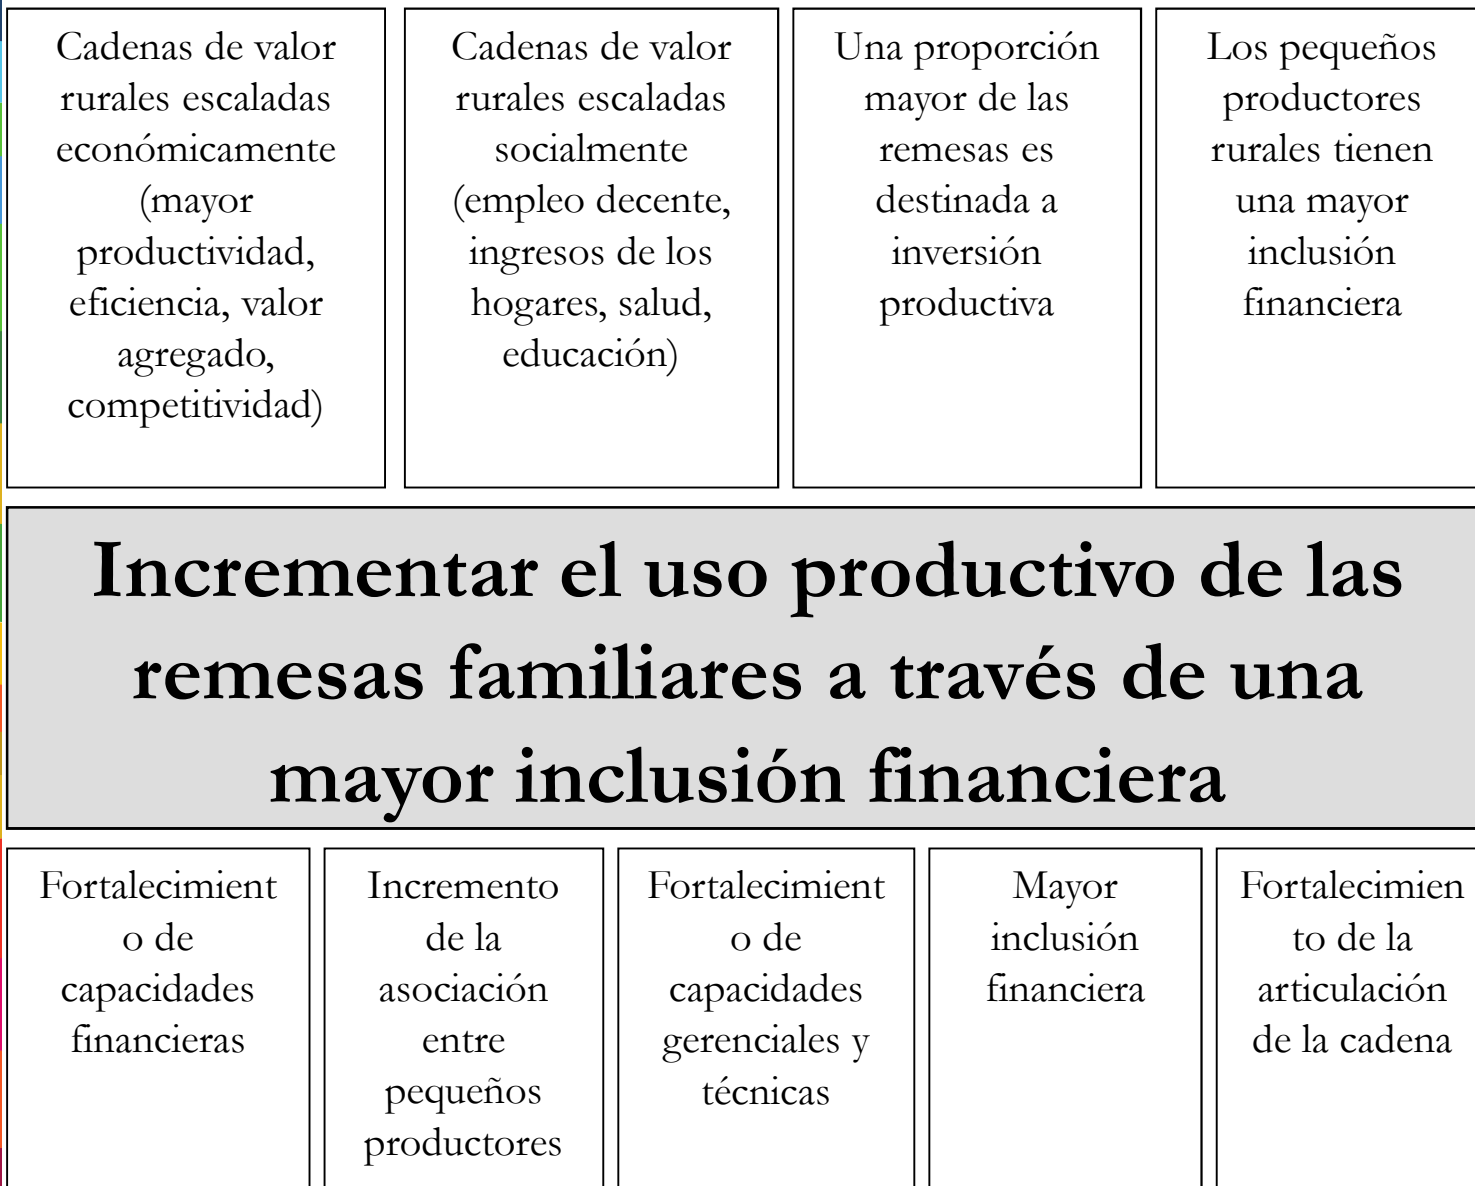 Cadenas de valor
rurales escaladas
económicamente
(mayor
productividad,
eficiencia, valor
agregado,
competitividad)
Cadenas de valor
rurales escaladas
socialmente
(empleo decente,
ingresos de los
hogares, salud,
educación)
Una proporción
mayor de las
remesas es
destinada a
inversión
productiva
Los pequeños
productores
rurales tienen
una mayor
inclusión
financiera
Incrementar el uso productivo de las
remesas familiares a través de una
mayor inclusión financiera
Fortalecimient
o de
capacidades
financieras
Incremento
de la
asociación
entre
pequeños
productores
Fortalecimient
o de
capacidades
gerenciales y
técnicas
Mayor
inclusión
financiera
Fortalecimien
to de la
articulación
de la cadena